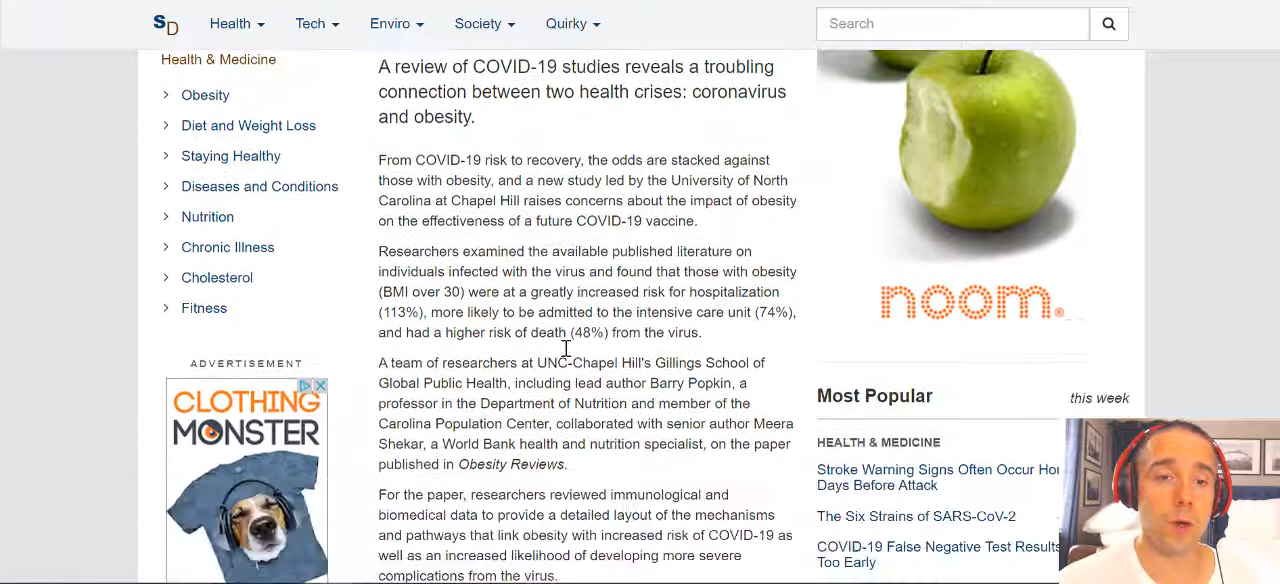 SD
Health
Tech
Enviro
Society
Quirky
Search
Health & Medicine
Obesity
Diet and Weight Loss
Staying Healthy
Diseases and Conditions
Nutrition
Chronic Illness
Cholesterol
Fitness
ADVERTISEMENT
CLOTHING
MONSTER
A review of COVID-19 studies reveals a troubling
connection between two health crises: coronavirus
and obesity.
From COVID-19 risk to recovery, the odds are stacked against
those with obesity, and a new study led by the University of North
Carolina at Chapel Hill raises concerns about the impact of obesity
on the effectiveness of a future COVID-19 vaccine.
Researchers examined the available published literature on
individuals infected with the virus and found that those with obesity
(BMI over 30) were at a greatly increased risk for hospitalization
(113%), more likely to be admitted to the intensive care unit (74%),
and had a higher risk of death (48%) from the virus.
A team of researchers at UNC-Chapel Hill's Gillings School of
Global Public Health, including lead author Barry Popkin, a
professor in the Department of Nutrition and member of the
Carolina Population Center, collaborated with senior author Meera
Shekar, a World Bank health and nutrition specialist, on the paper
published in Obesity Reviews.
For the paper, researchers reviewed immunological and
biomedical data to provide a detailed layout of the mechanisms
and pathways that link obesity with increased risk of COVID-19 as
well as an increased likelihood of developing more severe
complications from the virus.
noom
Most Popular
this week
HEALTH & MEDICINE
Stroke Warning Signs Often Occur Ho
Days Before Attack
The Six Strains of SARS-CoV-2
COVID-19 False Negative Test Results
Too Early